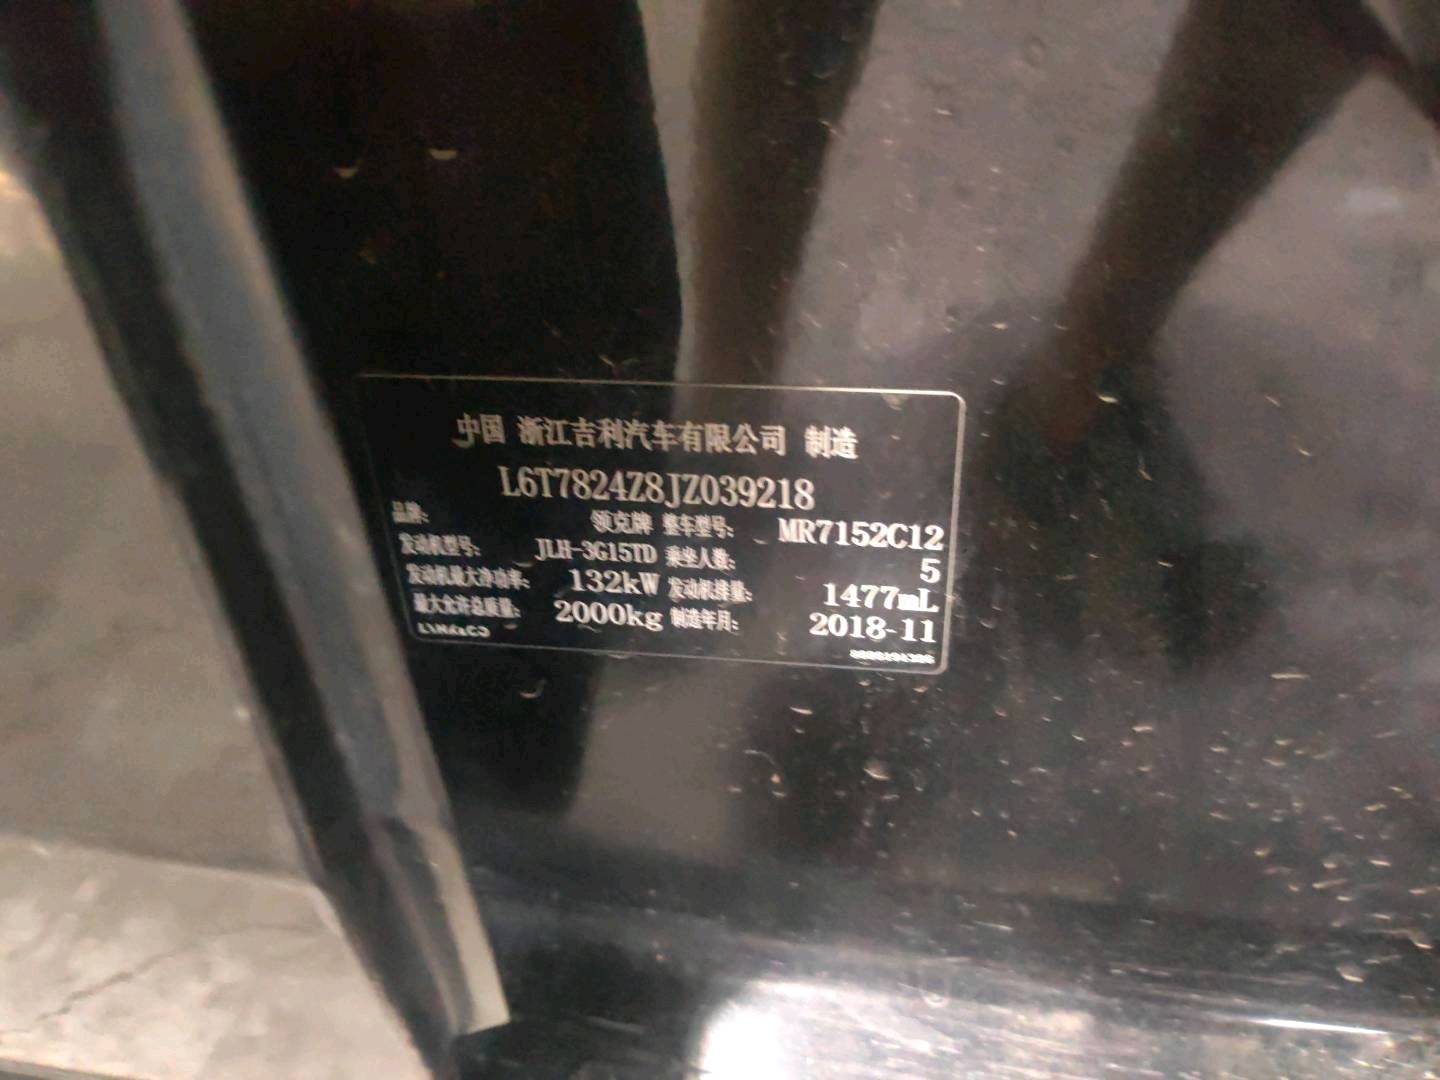 中国 浙江吉利汽车有限公司 制造
L6T7824Z8JZ039218
品牌: 领克牌 整车型号: MR7152C12
发动机型号: JLH-3G15TD 乘坐人数: 5
发动机最大净功率: 132kW 发动机排量: 1477mL
最大允许总质量: 2000kg 制造年月: 2018-11
LYNK&CO